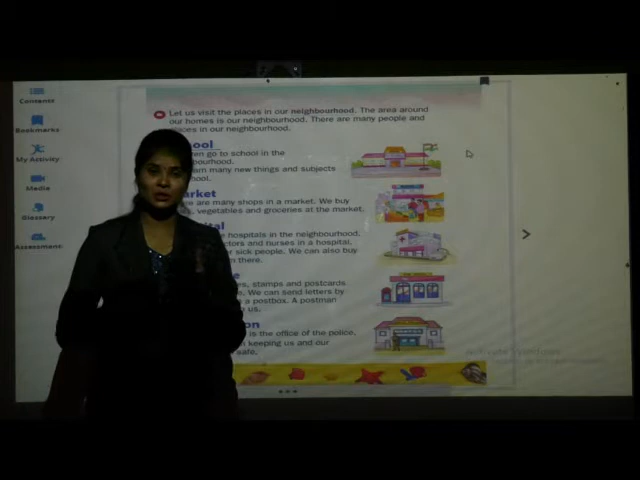 Contents
Bookmarks
My Activity
Media
Glossary
Assessment
Let us visit the places in our neighbourhood. The area around
our homes is our neighbourhood. There are many people and
places in our neighbourhood.
go to school in the
many new things and subjects
are many shops in a market. We buy
vegetables and groceries at the market.
hospitals in the neighbourhood.
and nurses in a hospital.
sick people. We can also buy
stamps and postcards
We can send letters by
a postbox. A postman
us.
is the office of the police.
keeping us and our
safe.